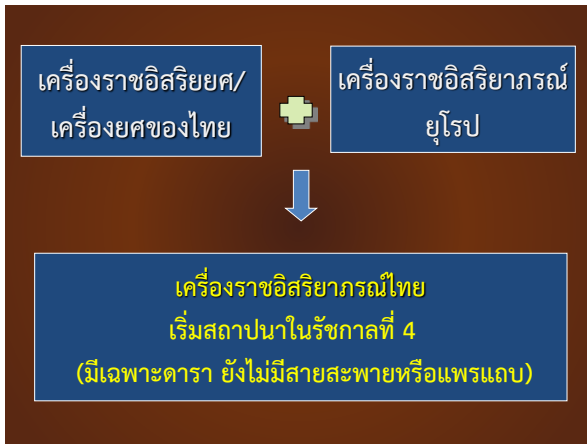 เครื่องราชอิสริยยศ/
เครื่องยศของไทย
เครื่องราชอิสริยาภรณ์
ยุโรป
เครื่องราชอิสริยาภรณ์ไทย
เริ่มสถาปนาในรัชกาลที่ 4
(มีเฉพาะดารา ยังไม่มีสายสะพายหรือแพรแถบ)